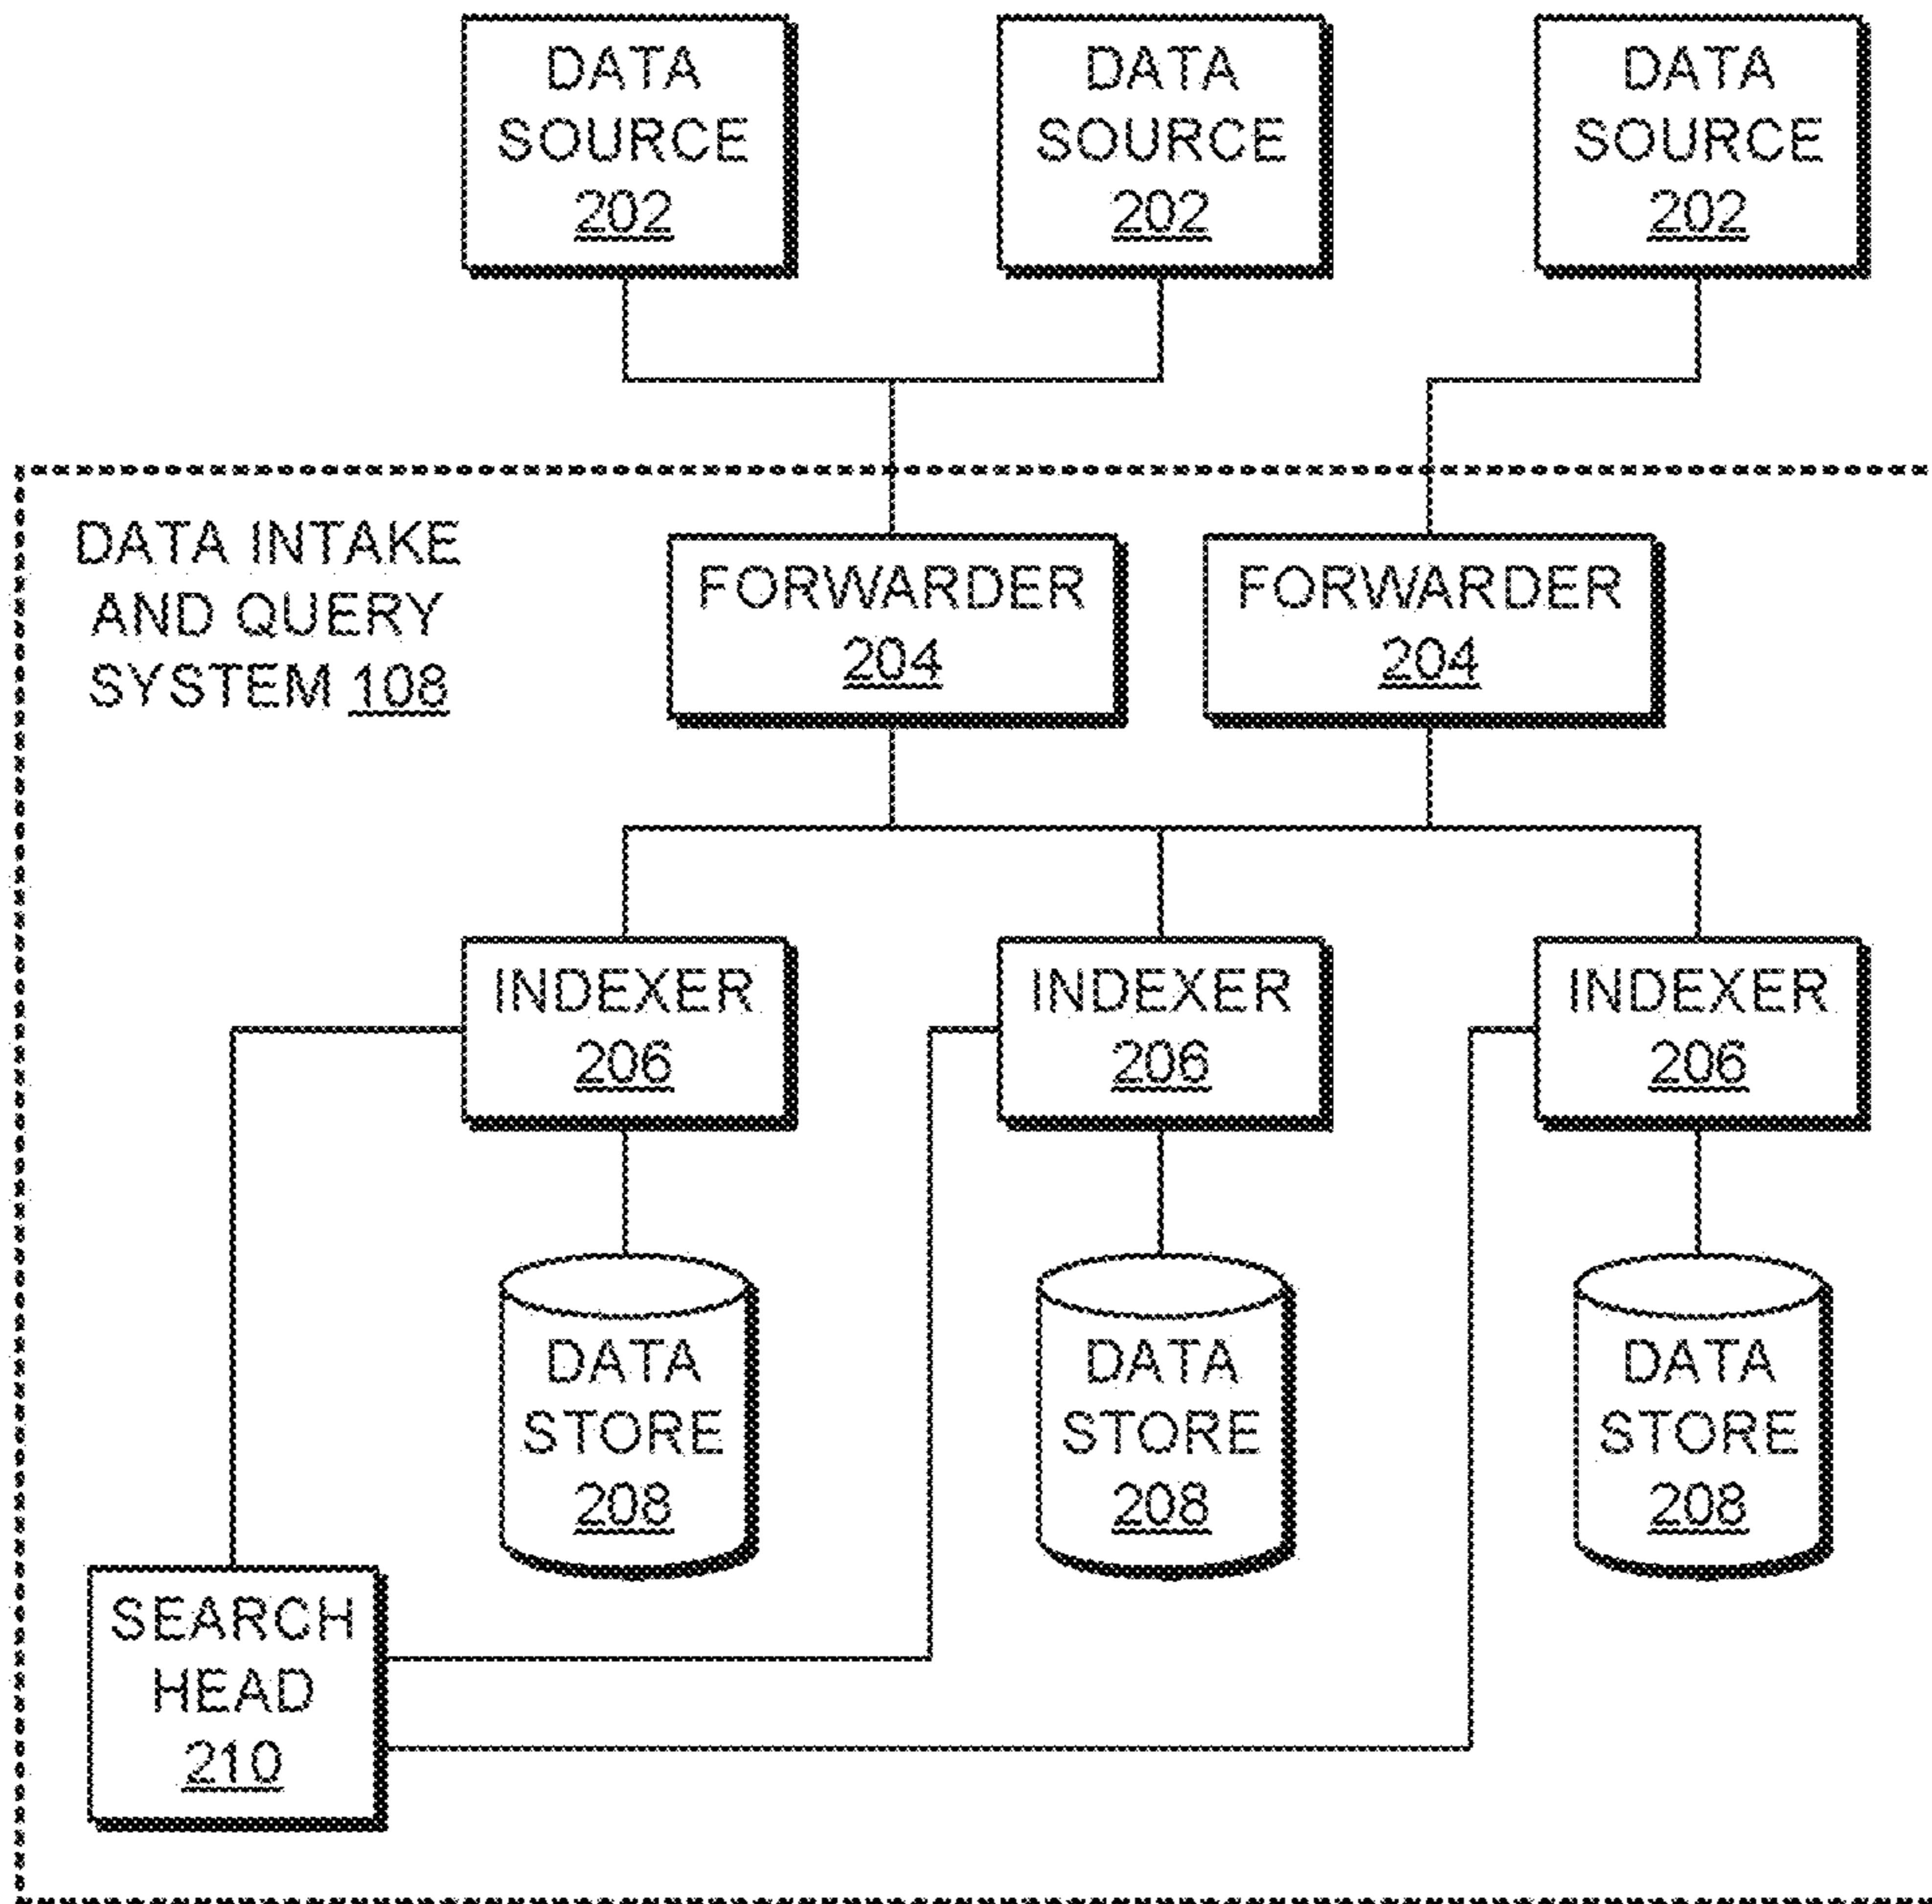 DATA
SOURCE
202
DATA
SOURCE
202
DATA
SOURCE
202
DATA INTAKE
AND QUERY
SYSTEM 108
FORWARDER
204
FORWARDER
204
INDEXER
206
INDEXER
206
INDEXER
206
DATA
STORE
208
DATA
STORE
208
DATA
STORE
208
SEARCH
HEAD
210